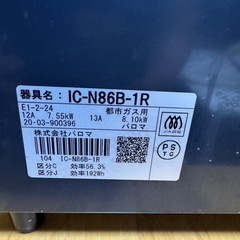 器具名: IC-N86B-1R
E1-2-24 都市ガス用
12A 7.55kW 13A 8.10kW
20・03-900396 パロマ
株式会社パロマ
104 IC-N86B-1R
区分C 効率56.3%
区分J 効率192Wh
PS
TG